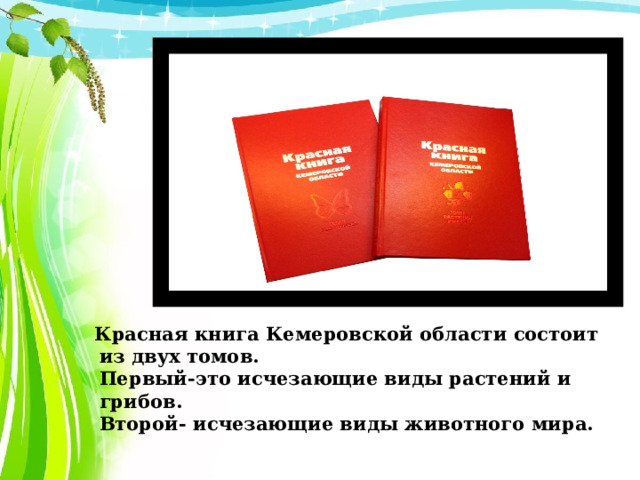 Красная
книга
КЕМЕРОВСКОЙ
ОБЛАСТИ
Красная
книга
КЕМЕРОВСКОЙ
ОБЛАСТИ
Красная книга Кемеровской области состоит
из двух томов.
Первый-это исчезающие виды растений и
грибов.
Второй- исчезающие виды животного мира.